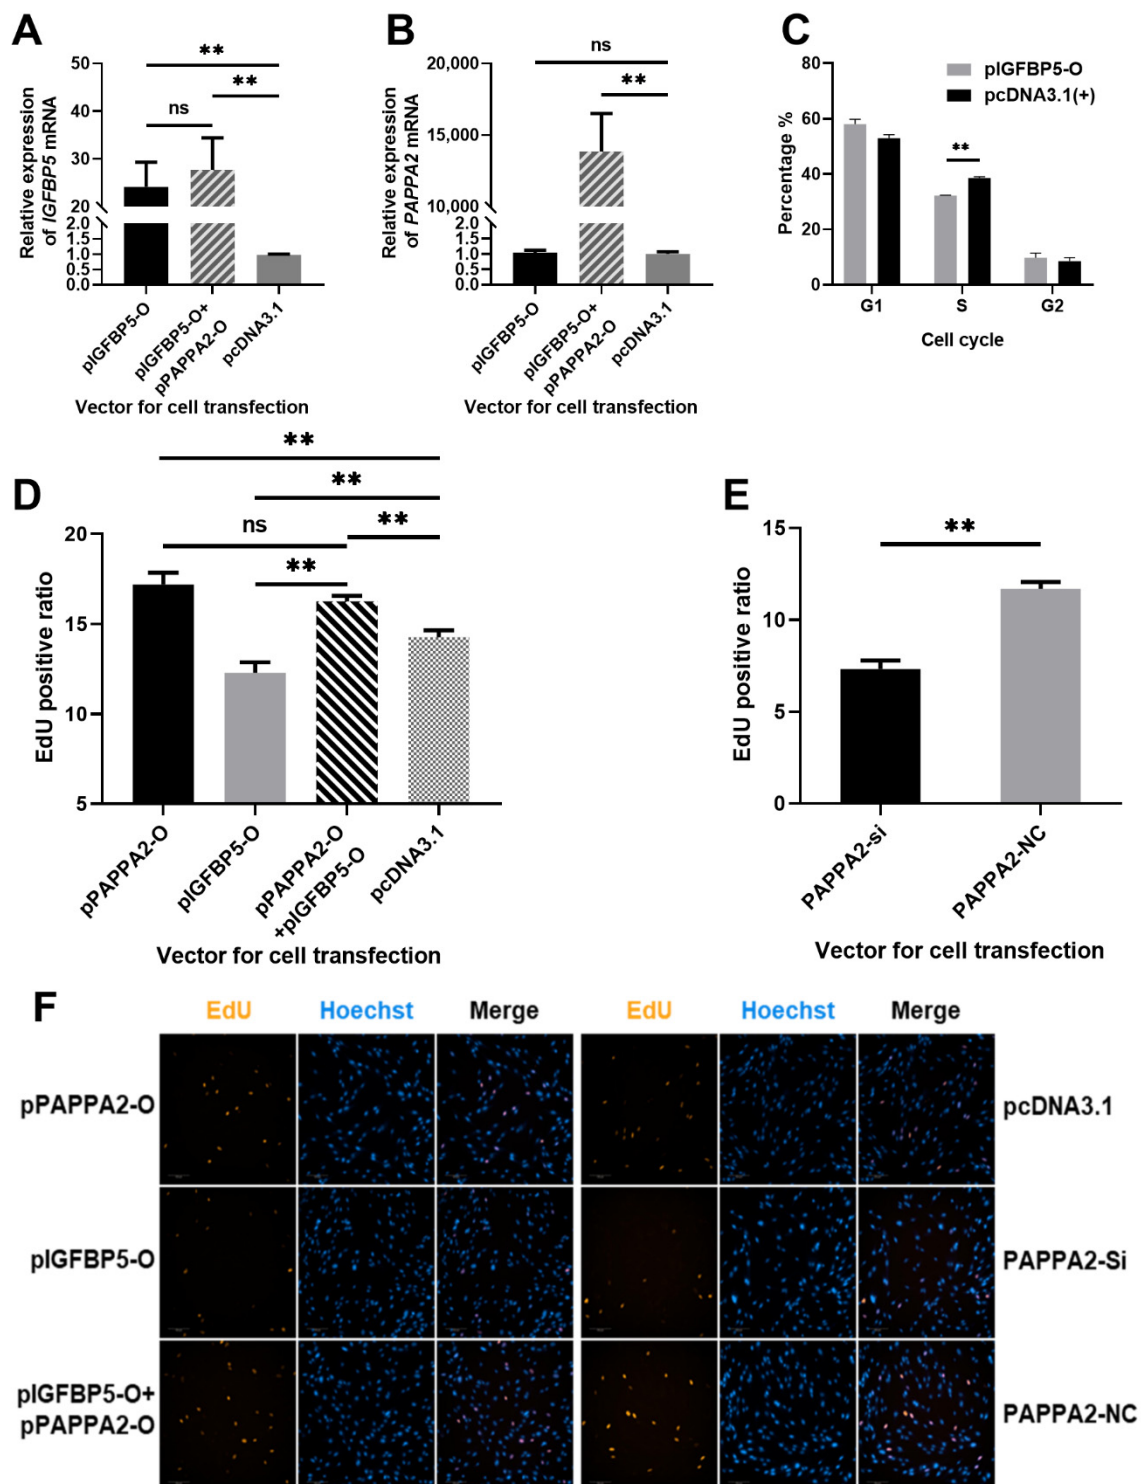 A
**
**
ns
50
40
30
20
2.0
1.5
1.0
0.5
0.0
Relative expression
of IGFBP5 mRNA
pIGFBP5-O
pIGFBP5-O+
pPAPPA2-O
pcDNA3.1
Vector for cell transfection
B
ns
**
20,000
15,000
10,000
2.0
1.5
1.0
0.5
0.0
Relative expression
of PAPPA2 mRNA
pIGFBP5-O
pIGFBP5-O+
pPAPPA2-O
pcDNA3.1
Vector for cell transfection
C
pIGFBP5-O
pcDNA3.1(+)
**
80
60
40
20
0
Percentage %
G1 S G2
Cell cycle
D
**
**
ns
**
**
20
15
10
5
EdU positive ratio
pPAPPA2-O
pIGFBP5-O
pPAPPA2-O
+pIGFBP5-O
pcDNA3.1
Vector for cell transfection
E
**
15
10
5
0
EdU positive ratio
PAPPA2-si
PAPPA2-NC
Vector for cell transfection
F
EdU Hoechst Merge EdU Hoechst Merge
pPAPPA2-O
pcDNA3.1
pIGFBP5-O
PAPPA2-Si
pIGFBP5-O+
pPAPPA2-O
PAPPA2-NC